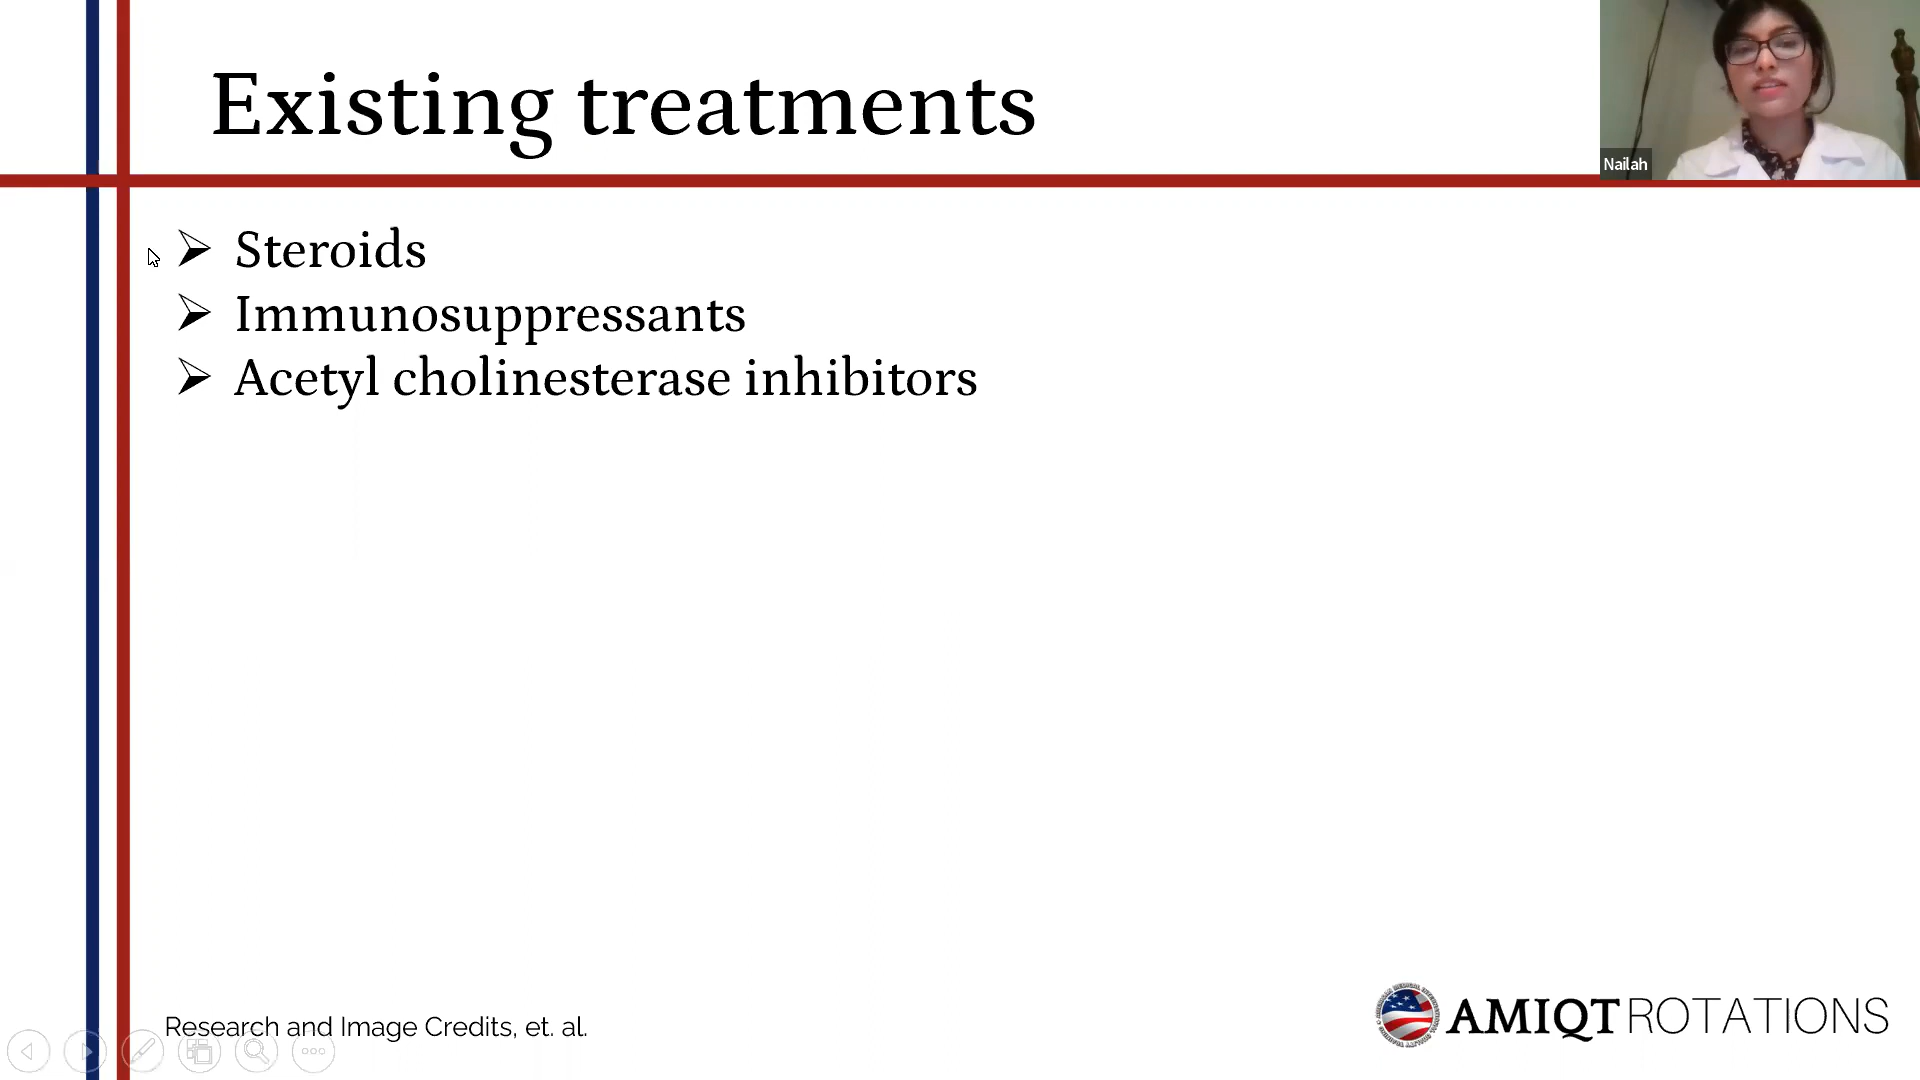 Existing treatments
Nailah
Steroids
Immunosuppressants
Acetyl cholinesterase inhibitors
Research and Image Credits, et. al.
AMIQT ROTATIONS